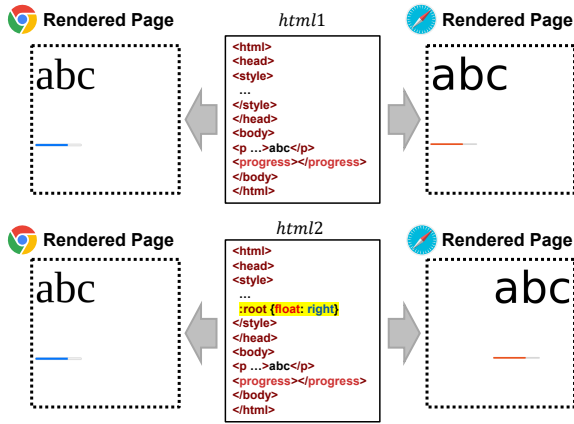 Rendered Page
html1
Rendered Page
abc
<html>
<head>
<style>
...
</style>
</head>
<body>
<p ...>abc</p>
<progress></progress>
</body>
</html>
abc
Rendered Page
html2
Rendered Page
abc
<html>
<head>
<style>
...
:root {float: right}
</style>
</head>
<body>
<p ...>abc</p>
<progress></progress>
</body>
</html>
abc